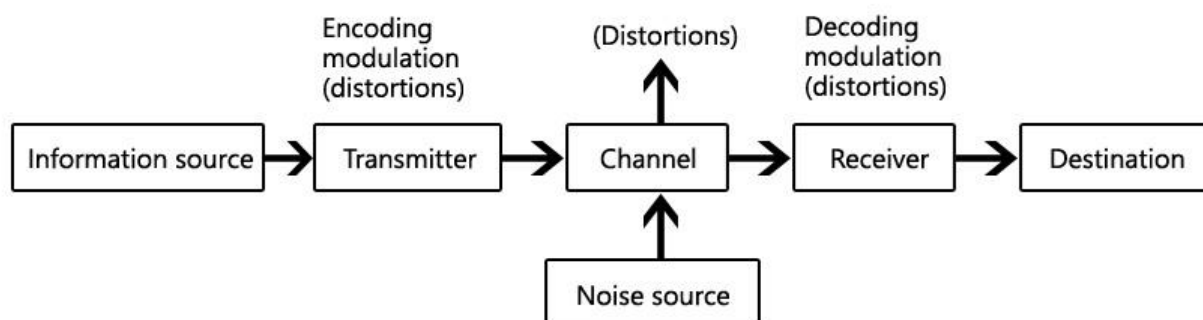 Encoding
modulation
(distortions)
(Distortions)
Decoding
modulation
(distortions)
Information source
Transmitter
Channel
Receiver
Destination
Noise source